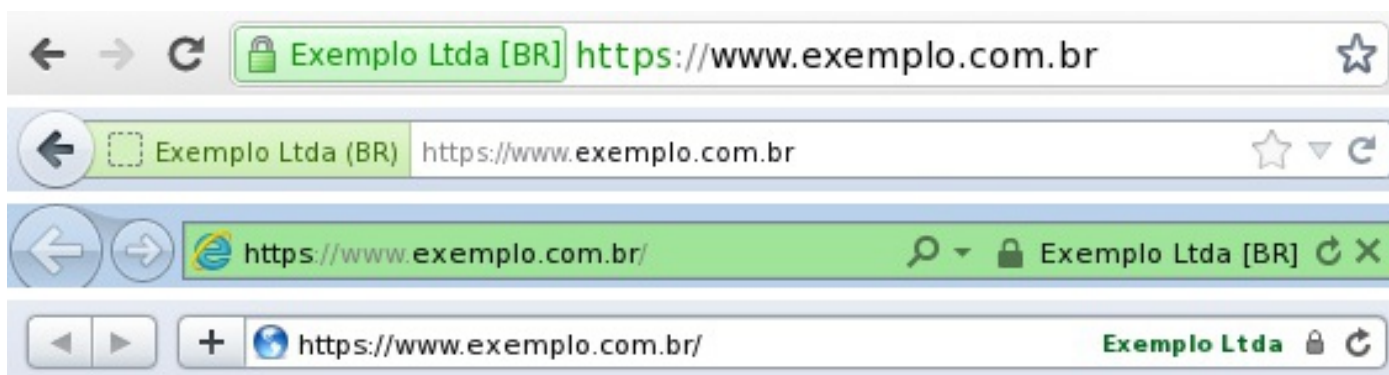 Exemplo Ltda [BR] https://www.exemplo.com.br
Exemplo Ltda (BR) https://www.exemplo.com.br
https://www.exemplo.com.br/ Exemplo Ltda [BR]
https://www.exemplo.com.br/ Exemplo Ltda